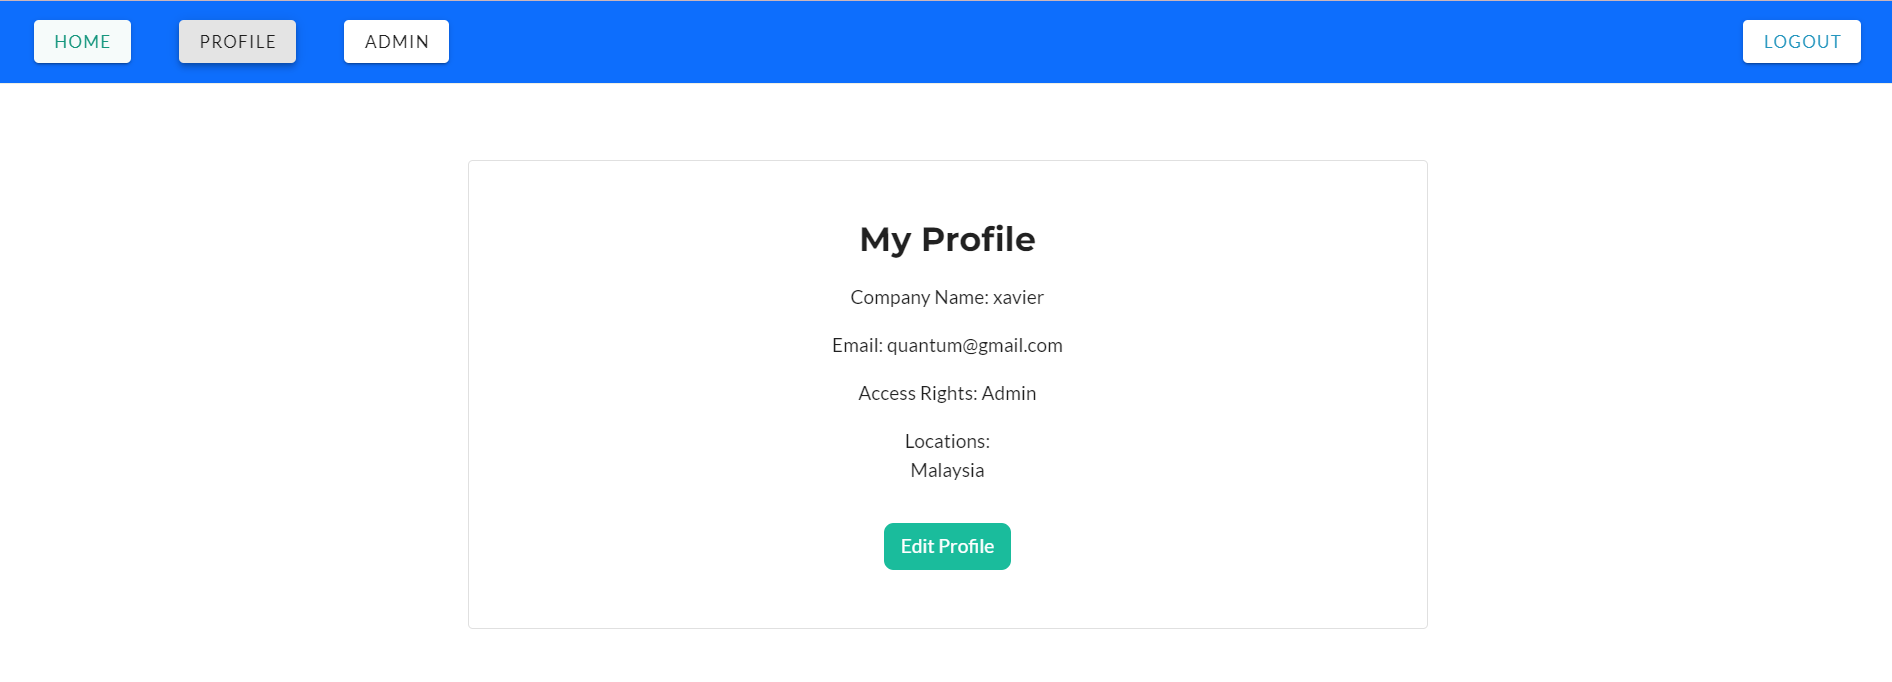 HOME
PROFILE
ADMIN
LOGOUT
My Profile
Company Name: xavier
Email: quantum@gmail.com
Access Rights: Admin
Locations:
Malaysia
Edit Profile